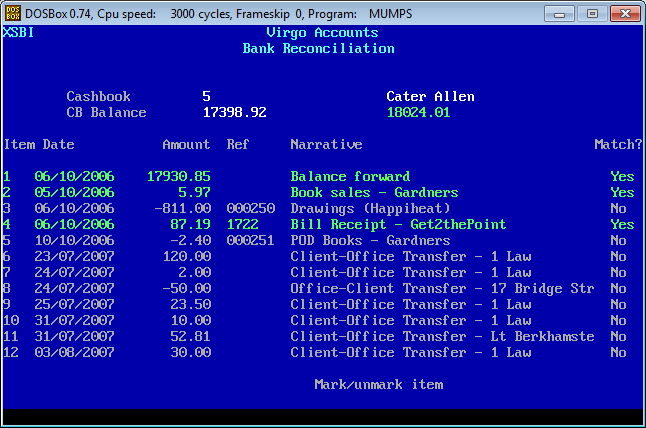 DOSBox 0.74, Cpu speed: 3000 cycles, Frameskip 0, Program: MUMPS
XSBI Virgo Accounts
Bank Reconciliation
Cashbook 5 Cater Allen
CB Balance 17398.92 18024.01
Item Date Amount Ref Narrative Match?
1 06/10/2006 17930.85 Balance forward Yes
2 05/10/2006 5.97 Book sales - Gardners Yes
3 06/10/2006 -811.00 000250 Drawings (Happiheat) No
4 06/10/2006 87.19 1722 Bill Receipt - Get2thePoint Yes
5 10/10/2006 -2.40 000251 POD Books - Gardners No
6 23/07/2007 120.00 Client-Office Transfer - 1 Law No
7 24/07/2007 2.00 Client-Office Transfer - 1 Law No
8 24/07/2007 -50.00 Office-Client Transfer - 17 Bridge Str No
9 25/07/2007 23.50 Client-Office Transfer - 1 Law No
10 31/07/2007 10.00 Client-Office Transfer - 1 Law No
11 31/07/2007 52.81 Client-Office Transfer - Lt Berkhamste No
12 03/08/2007 30.00 Client-Office Transfer - 1 Law No
Mark/unmark item